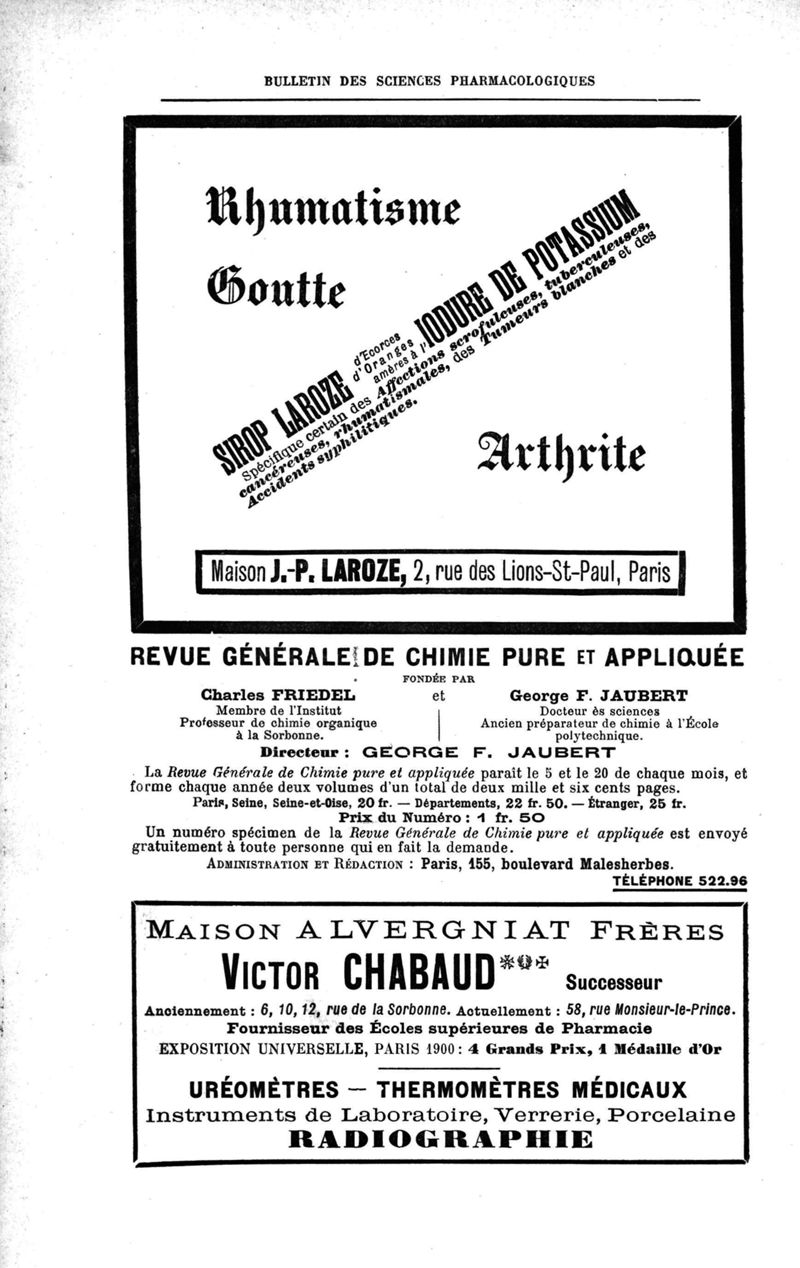 BULLETIN DES SCIENCES PHARMACOLOGIQUES
Rhumatisme
Goutte
SIROP LAROZE d'Ecorces d'Oranges amères à l'IODURE DE POTASSIUM
Spécifique certain des Affections scrofuleuses, tuberculeuses,
cancéreuses, rhumatismales, des Tumeurs blanches et des
Accidents syphilitiques.
Arthrite
Maison J.-P. LAROZE, 2, rue des Lions-St-Paul, Paris
REVUE GÉNÉRALE DE CHIMIE PURE ET APPLIQUÉE
FONDÉE PAR
Charles FRIEDEL et George F. JAUBERT
Membre de l'Institut Docteur ès sciences
Professeur de chimie organique Ancien préparateur de chimie à l'École
à la Sorbonne. polytechnique.
Directeur : GEORGE F. JAUBERT
La Revue Générale de Chimie pure et appliquée paraît le 5 et le 20 de chaque mois, et
forme chaque année deux volumes d'un total de deux mille et six cents pages.
Paris, Seine, Seine-et-Oise, 20 fr. — Départements, 22 fr. 50. — Étranger, 25 fr.
Prix du Numéro : 1 fr. 50
Un numéro spécimen de la Revue Générale de Chimie pure et appliquée est envoyé
gratuitement à toute personne qui en fait la demande.
ADMINISTRATION ET RÉDACTION : Paris, 155, boulevard Malesherbes.
TÉLÉPHONE 522.96
MAISON ALVERGNIAT FRÈRES
VICTOR CHABAUD Successeur
Anciennement : 6, 10, 12, rue de la Sorbonne. Actuellement : 58, rue Monsieur-le-Prince.
Fournisseur des Écoles supérieures de Pharmacie
EXPOSITION UNIVERSELLE, PARIS 1900 : 4 Grands Prix, 1 Médaille d'Or
URÉOMÈTRES — THERMOMÈTRES MÉDICAUX
Instruments de Laboratoire, Verrerie, Porcelaine
RADIOGRAPHIE